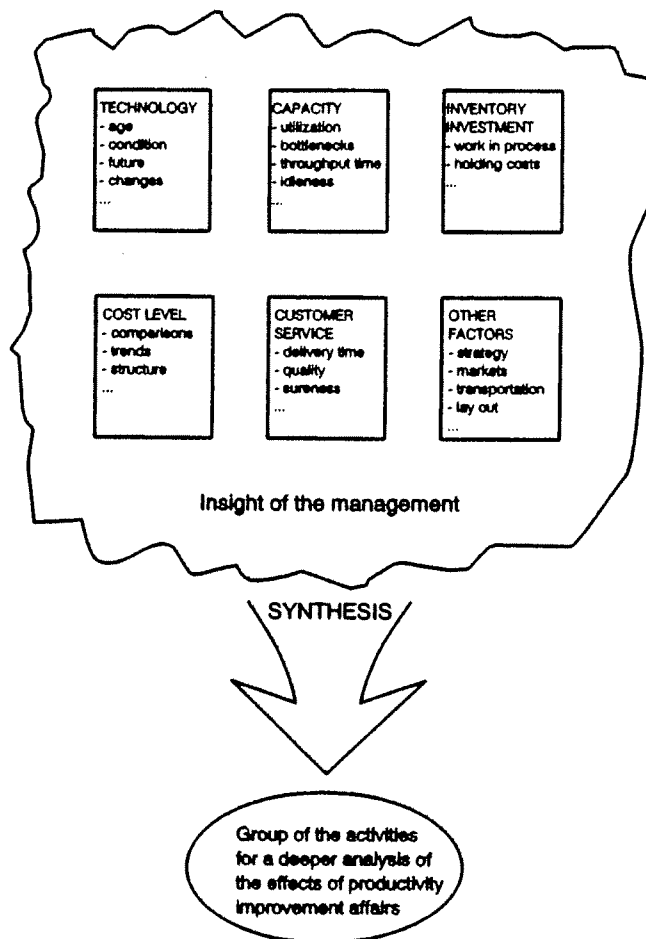 TECHNOLOGY
- age
- condition
- future
- changes
...
CAPACITY
- utilization
- bottlenecks
- throughput time
- idleness
...
INVENTORY
INVESTMENT
- work in process
- holding costs
...
COST LEVEL
- comparisons
- trends
- structure
...
CUSTOMER
SERVICE
- delivery time
- quality
- sureness
...
OTHER
FACTORS
- strategy
- markets
- transportation
- lay out
...
Insight of the management
SYNTHESIS
Group of the activities
for a deeper analysis of
the effects of productivity
improvement affairs